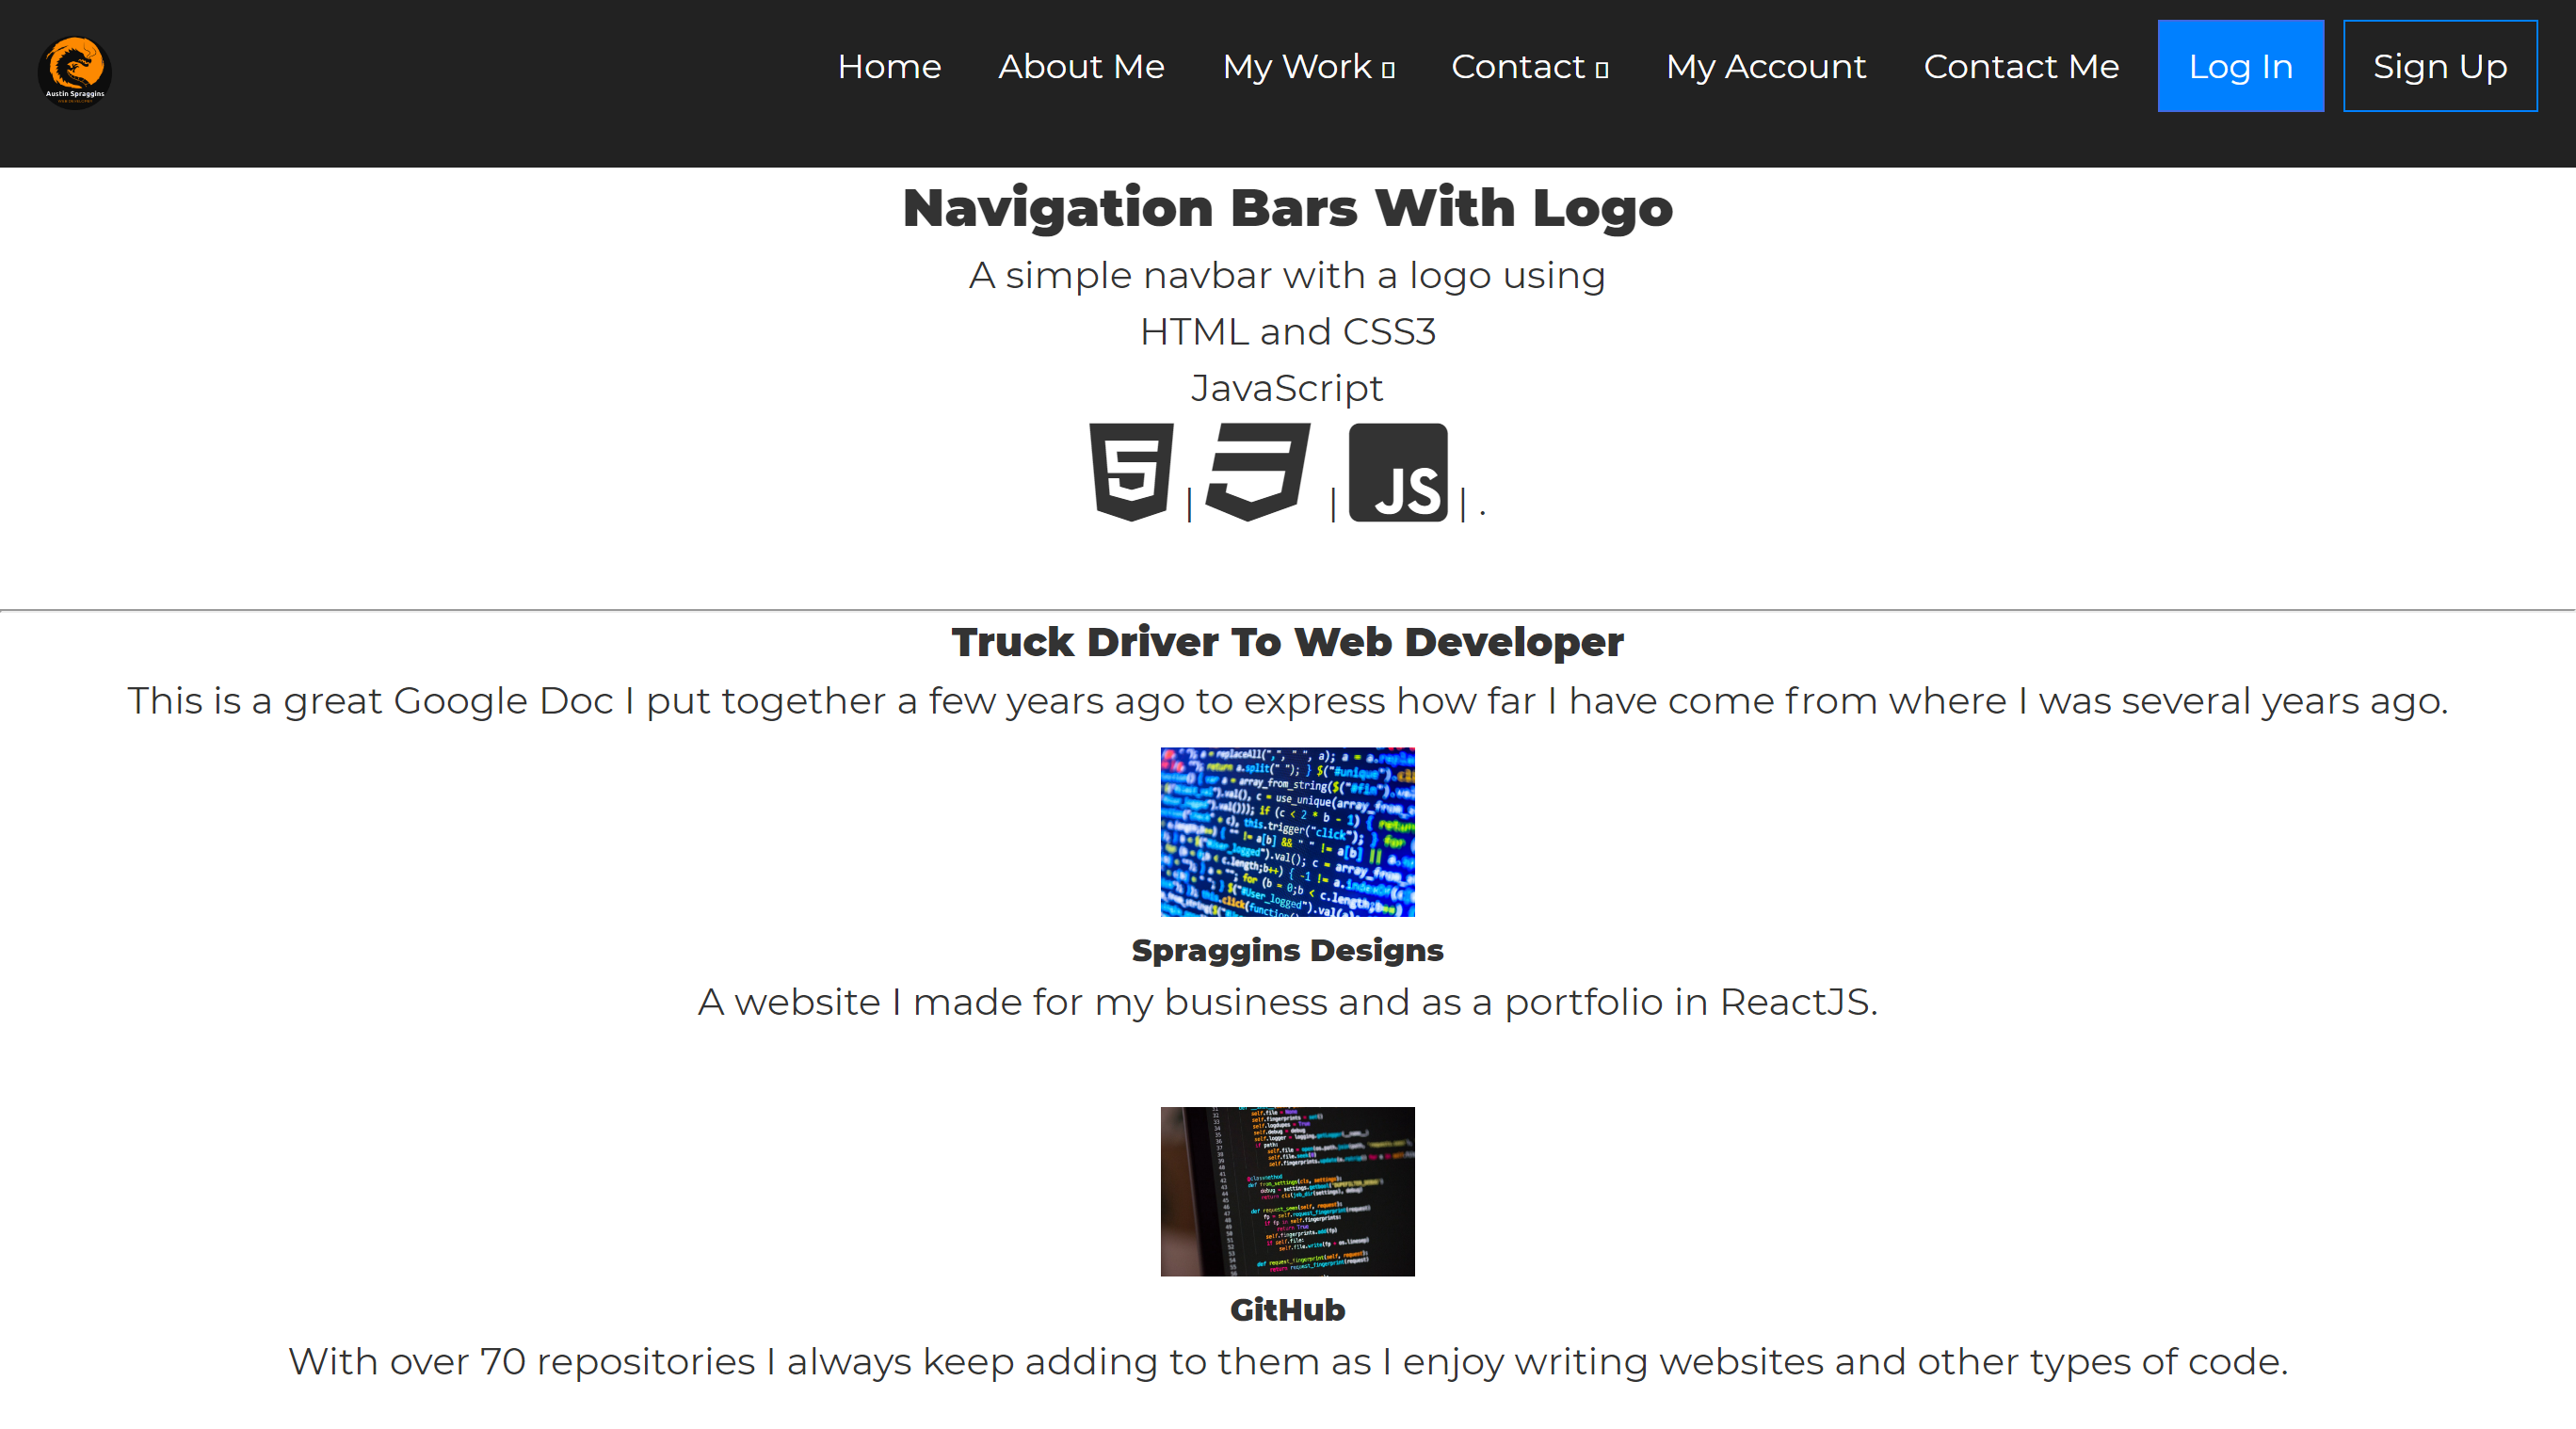 Austin Spraggins
Home About Me My Work Contact My Account Contact Me Log In Sign Up
Navigation Bars With Logo
A simple navbar with a logo using
HTML and CSS3
JavaScript
5 | | JS | .
Truck Driver To Web Developer
This is a great Google Doc I put together a few years ago to express how far I have come from where I was several years ago.
Spraggins Designs
A website I made for my business and as a portfolio in ReactJS.
GitHub
With over 70 repositories I always keep adding to them as I enjoy writing websites and other types of code.